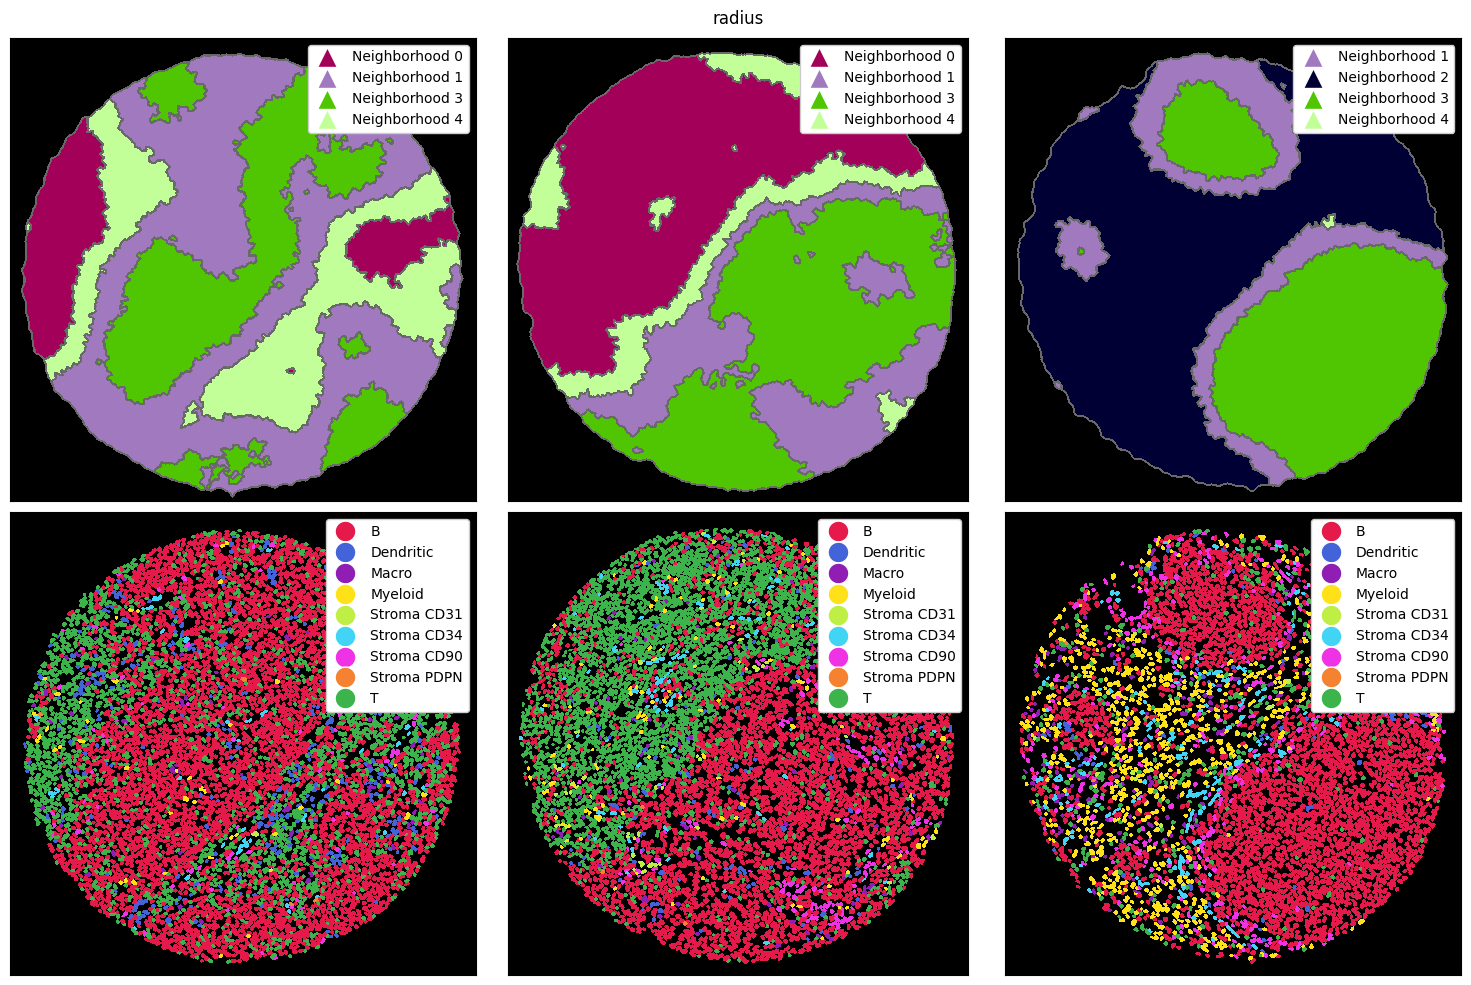 radius
Neighborhood 0
Neighborhood 1
Neighborhood 3
Neighborhood 4
Neighborhood 0
Neighborhood 1
Neighborhood 3
Neighborhood 4
Neighborhood 1
Neighborhood 2
Neighborhood 3
Neighborhood 4
B
Dendritic
Macro
Myeloid
Stroma CD31
Stroma CD34
Stroma CD90
Stroma PDPN
T
B
Dendritic
Macro
Myeloid
Stroma CD31
Stroma CD34
Stroma CD90
Stroma PDPN
T
B
Dendritic
Macro
Myeloid
Stroma CD31
Stroma CD34
Stroma CD90
Stroma PDPN
T